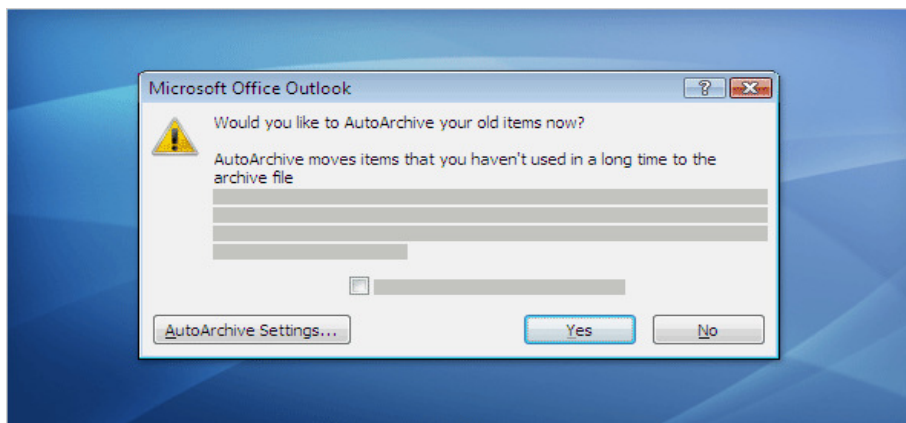 Microsoft Office Outlook
Would you like to AutoArchive your old items now?
AutoArchive moves items that you haven't used in a long time to the
archive file
AutoArchive Settings...
Yes
No